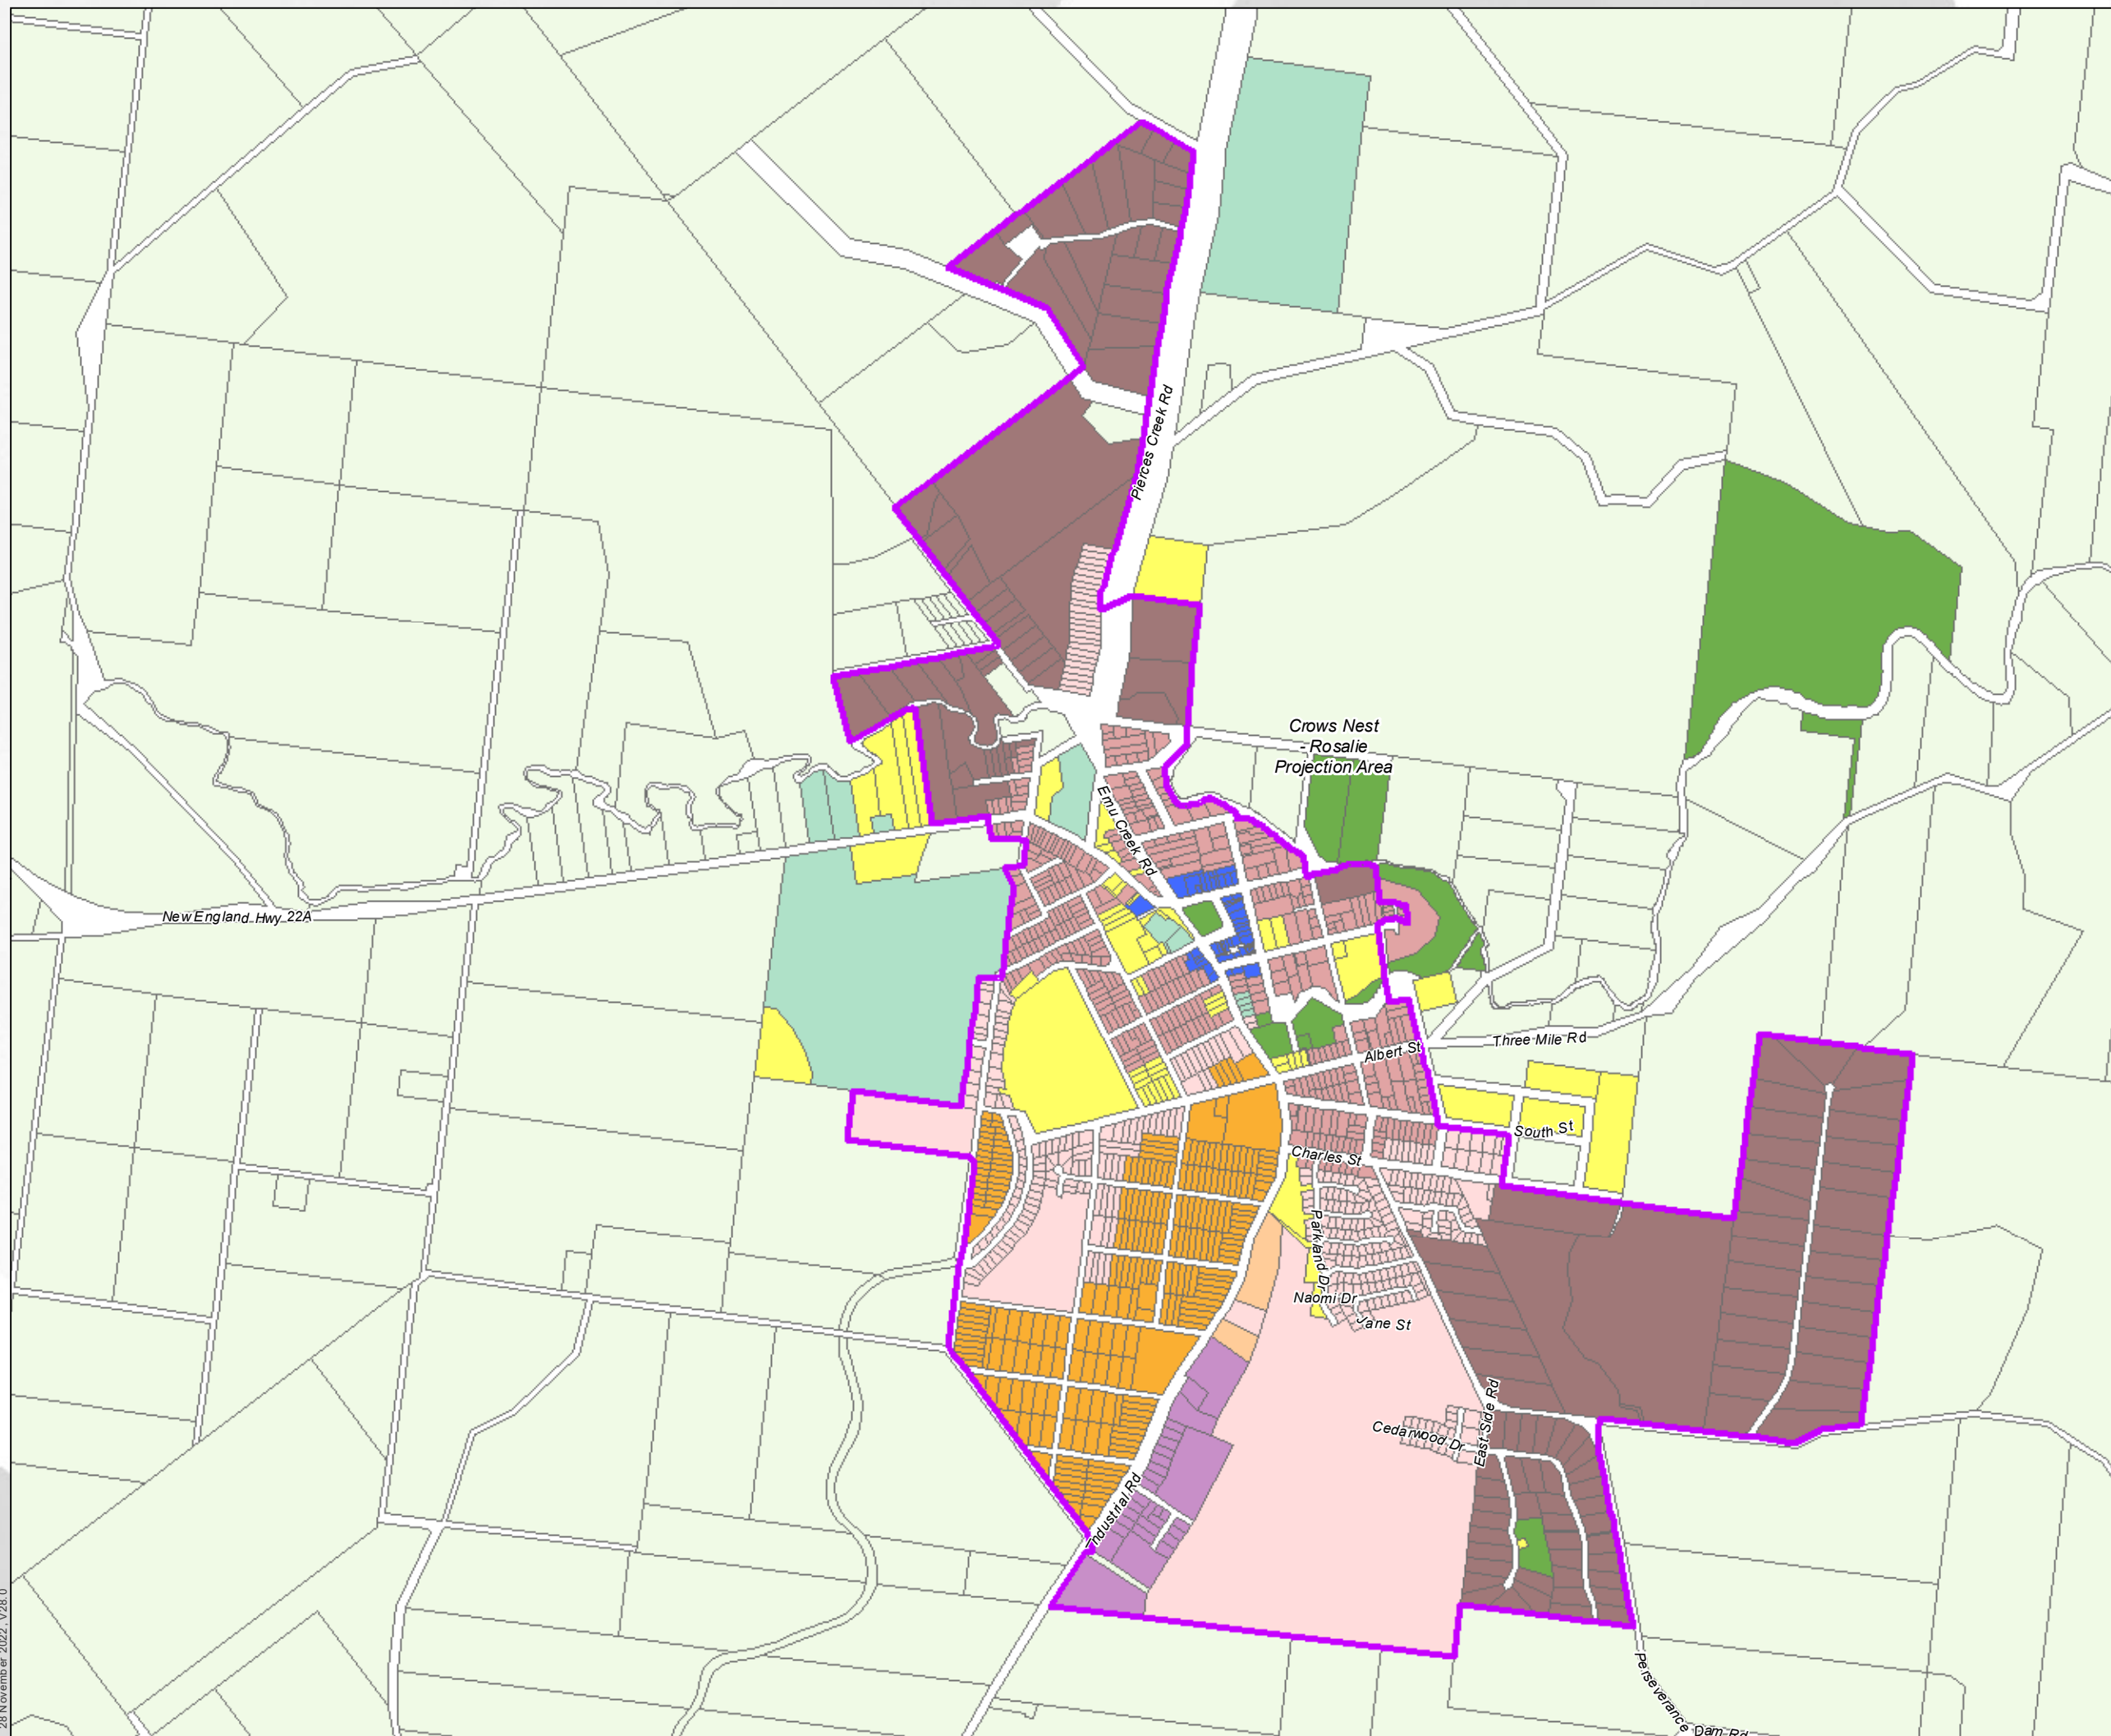 Pierces Creek Rd
Crows Nest
- Rosalie
Projection Area
Emu Creek Rd
New England Hwy 22A
Three Mile Rd
Albert St
South St
Charles St
Parkland Dr
Naomi Dr
Jane St
East Side Rd
Cedarwood Dr
Industrial Rd
28 November 2022 , V28.0
Perseverance Dam Rd